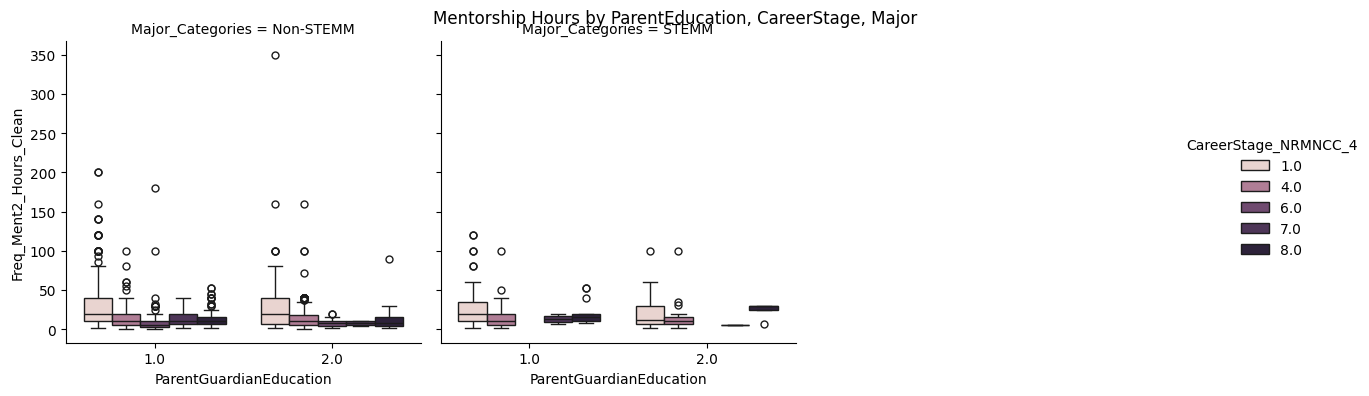 Mentorship Hours by ParentEducation, CareerStage, Major
Major_Categories = Non-STEMM
Major_Categories = STEMM
Freq_Ment2_Hours_Clean
350
300
250
200
150
100
50
0
1.0
2.0
ParentGuardianEducation
1.0
2.0
ParentGuardianEducation
CareerStage_NRMNCC_4
1.0
4.0
6.0
7.0
8.0